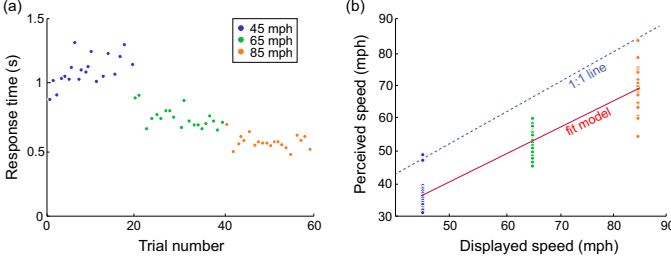 (a)
1.5
1
0.5
0
Response time (s)
45 mph
65 mph
85 mph
0
20
40
60
Trial number
(b)
90
80
70
60
50
40
30
Perceived speed (mph)
1:1 line
fit model
50
60
70
80
90
Displayed speed (mph)